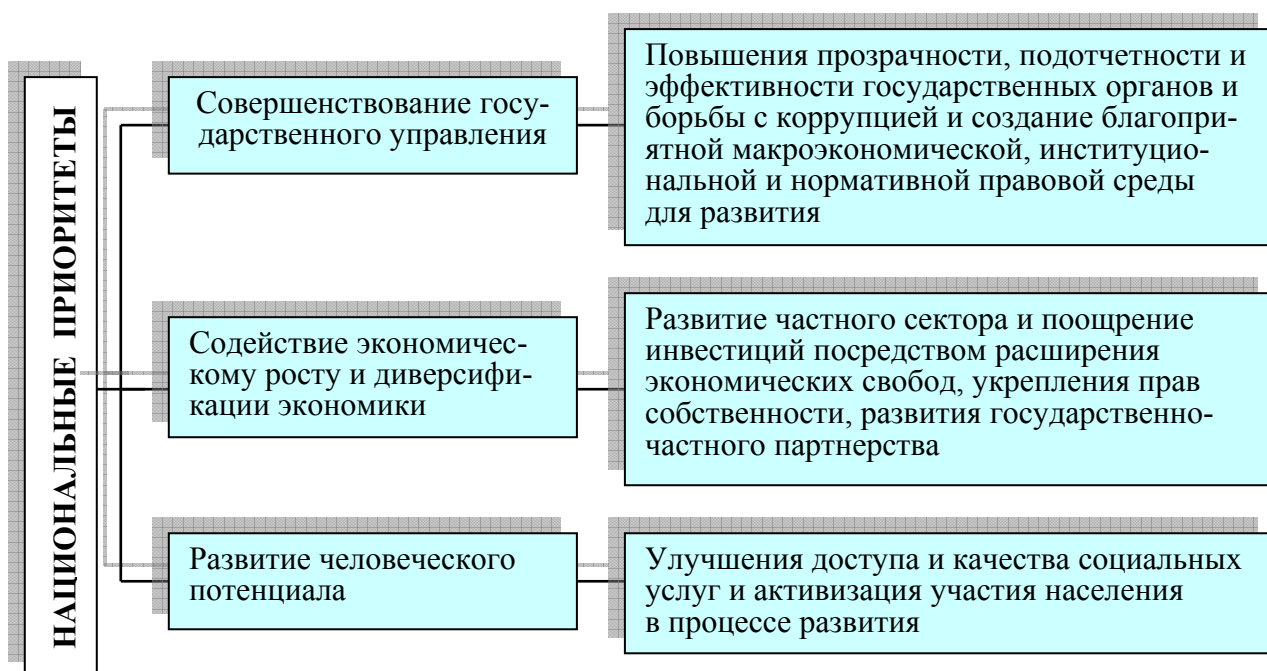 НАЦИОНАЛЬНЫЕ ПРИОРИТЕТЫ
Совершенствование госу-
дарственного управления
Повышения прозрачности, подотчетности и
эффективности государственных органов и
борьбы с коррупцией и создание благопри-
ятной макроэкономической, институцио-
нальной и нормативной правовой среды
для развития
Содействие экономичес-
кому росту и диверсифи-
кации экономики
Развитие частного сектора и поощрение
инвестиций посредством расширения
экономических свобод, укрепления прав
собственности, развития государственно-
частного партнерства
Развитие человеческого
потенциала
Улучшения доступа и качества социальных
услуг и активизация участия населения
в процессе развития